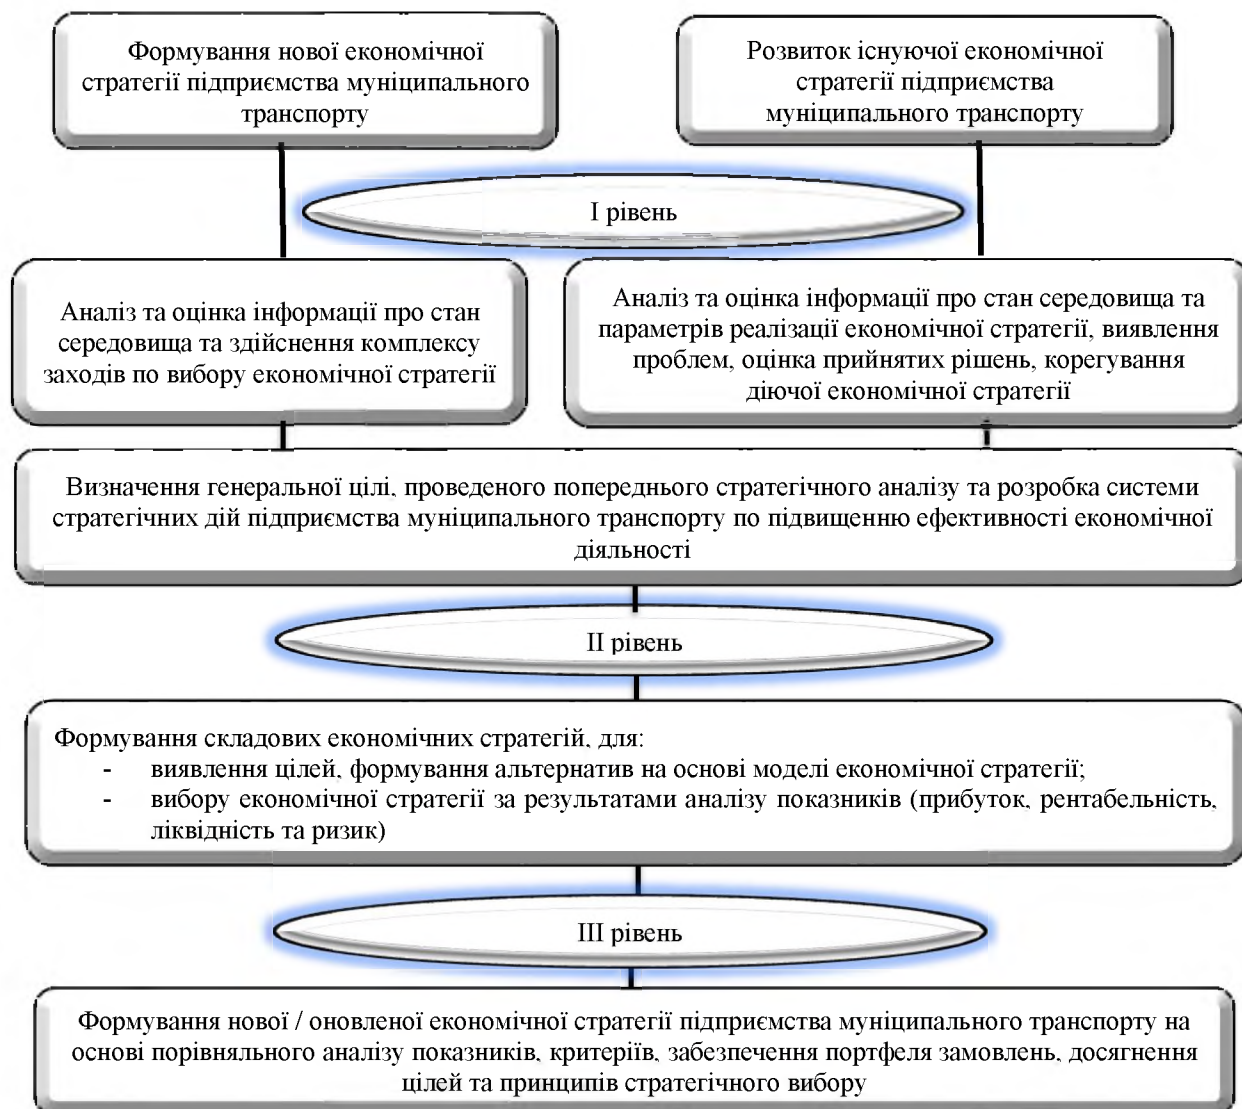 Формування нової економічної
стратегії підприємства муніципального
транспорту
Розвиток існуючої економічної
стратегії підприємства
муніципального транспорту
І рівень
Аналіз та оцінка інформації про стан
середовища та здійснення комплексу
заходів по вибору економічної стратегії
Аналіз та оцінка інформації про стан середовища та
параметрів реалізації економічної стратегії, виявлення
проблем, оцінка прийнятих рішень, корегування
діючої економічної стратегії
Визначення генеральної цілі, проведеного попереднього стратегічного аналізу та розробка системи
стратегічних дій підприємства муніципального транспорту по підвищенню ефективності економічної
діяльності
ІІ рівень
Формування складових економічних стратегій, для:
- виявлення цілей, формування альтернатив на основі моделі економічної стратегії;
- вибору економічної стратегії за результатами аналізу показників (прибуток, рентабельність,
ліквідність та ризик)
ІІІ рівень
Формування нової / оновленої економічної стратегії підприємства муніципального транспорту на
основі порівняльного аналізу показників, критеріїв, забезпечення портфеля замовлень, досягнення
цілей та принципів стратегічного вибору